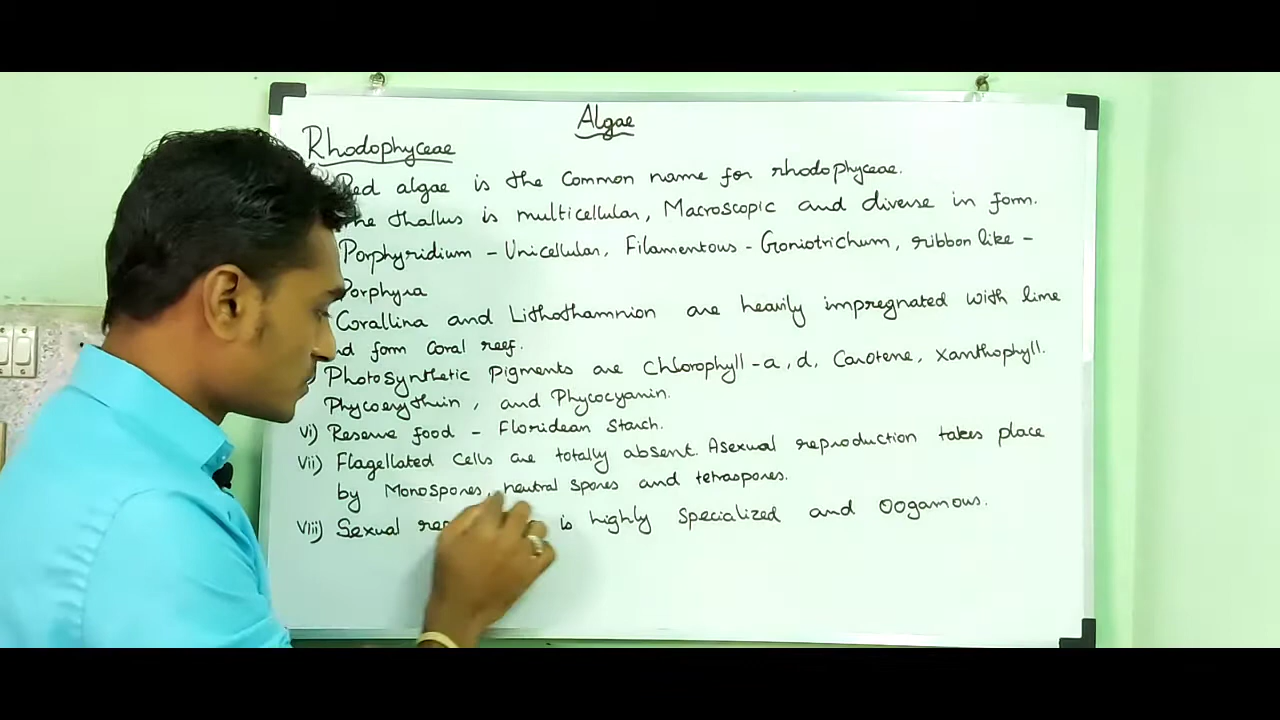 Algae
Rhodophyceae
Red algae is the Common name for rhodophyceae.
The thallus is multicellular, Macroscopic and diverse in form.
Porphyridium - Unicellular, Filamentous - Goniotrichum, ribbon like -
Porphyra
Corallina and Lithothamnion are heavily impregnated with lime
nd form Coral reef.
) Photosynthetic Pigments are Chlorophyll - a, d, Carotene, Xanthophyll.
Phycoerythrin, and Phycocyanin.
vi) Reserve food - Floridean Starch.
vii) Flagellated Cells are totally absent. Asexual reproduction takes place
by Monospores, neutral spores and tetraspores.
viii) Sexual rep is highly Specialized and Oogamous.